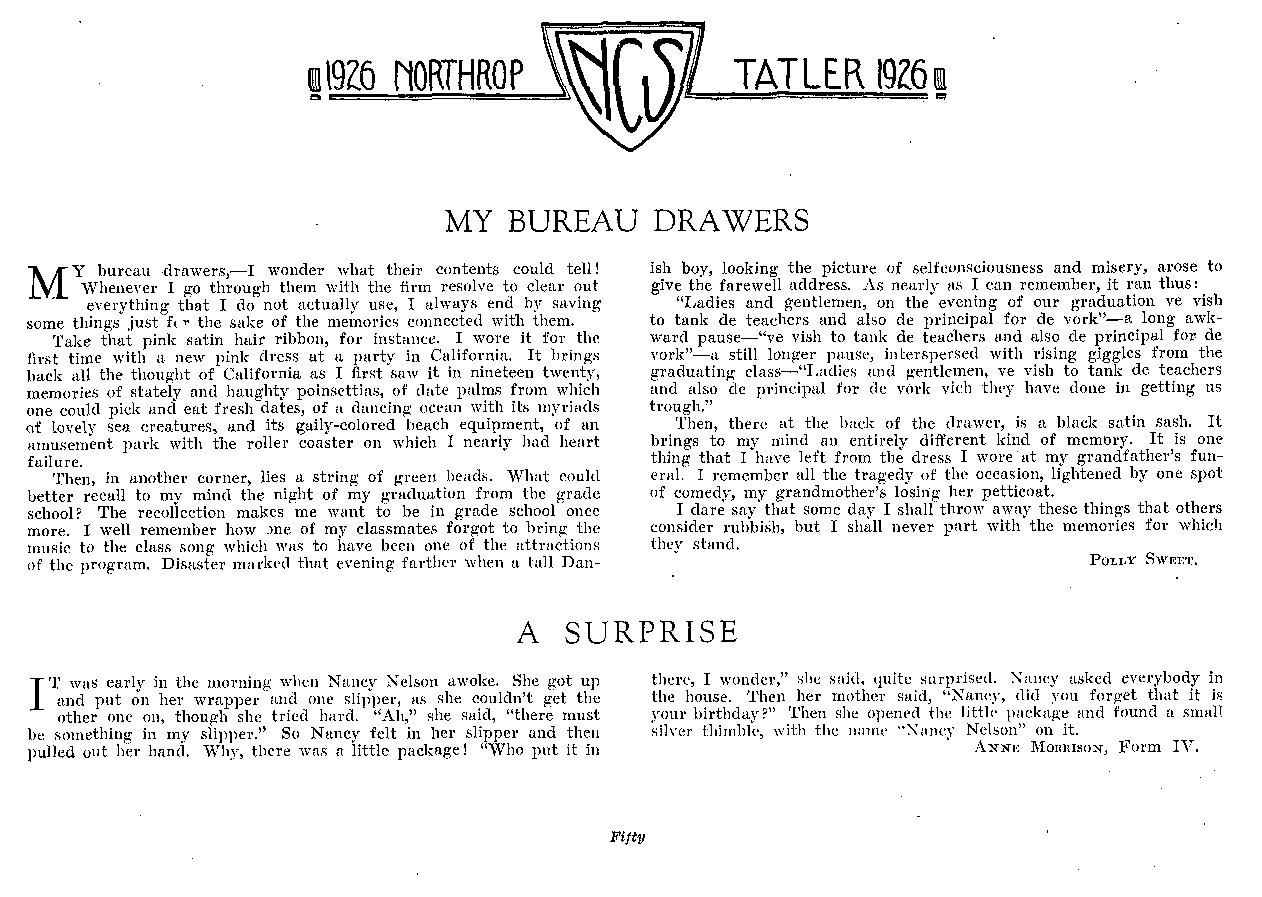 1926 NORTHROP NCS TATLER 1926
MY BUREAU DRAWERS
MY bureau drawers,—I wonder what their contents could tell!
Whenever I go through them with the firm resolve to clear out
everything that I do not actually use, I always end by saving
some things just for the sake of the memories connected with them.
Take that pink satin hair ribbon, for instance. I wore it for the
first time with a new pink dress at a party in California. It brings
back all the thought of California as I first saw it in nineteen twenty,
memories of stately and haughty poinsettias, of date palms from which
one could pick and eat fresh dates, of a dancing ocean with its myriads
of lovely sea creatures, and its gaily-colored beach equipment, of an
amusement park with the roller coaster on which I nearly had heart
failure.
Then, in another corner, lies a string of green beads. What could
better recall to my mind the night of my graduation from the grade
school? The recollection makes me want to be in grade school once
more. I well remember how one of my classmates forgot to bring the
music to the class song which was to have been one of the attractions
of the program. Disaster marked that evening farther when a tall Dan-
ish boy, looking the picture of selfconsciousness and misery, arose to
give the farewell address. As nearly as I can remember, it ran thus:
“Ladies and gentlemen, on the evening of our graduation ve vish
to tank de teachers and also de principal for de vork”—a long awk-
ward pause—“ve vish to tank de teachers and also de principal for de
vork”—a still longer pause, interspersed with rising giggles from the
graduating class—“Ladies and gentlemen, ve vish to tank de teachers
and also de principal for de vork vich they have done in getting us
trough.”
Then, there at the back of the drawer, is a black satin sash. It
brings to my mind an entirely different kind of memory. It is one
thing that I have left from the dress I wore at my grandfather's fun-
eral. I remember all the tragedy of the occasion, lightened by one spot
of comedy, my grandmother's losing her petticoat.
I dare say that some day I shall throw away these things that others
consider rubbish, but I shall never part with the memories for which
they stand.
POLLY SWEET.
A SURPRISE
IT was early in the morning when Nancy Nelson awoke. She got up
and put on her wrapper and one slipper, as she couldn't get the
other one on, though she tried hard. “Ah,” she said, “there must
be something in my slipper.” So Nancy felt in her slipper and then
pulled out her hand. Why, there was a little package! “Who put it in
there, I wonder,” she said, quite surprised. Nancy asked everybody in
the house. Then her mother said, “Nancy, did you forget that it is
your birthday?” Then she opened the little package and found a small
silver thimble, with the name “Nancy Nelson” on it.
ANNE MORRISON, Form IV.
Fifty